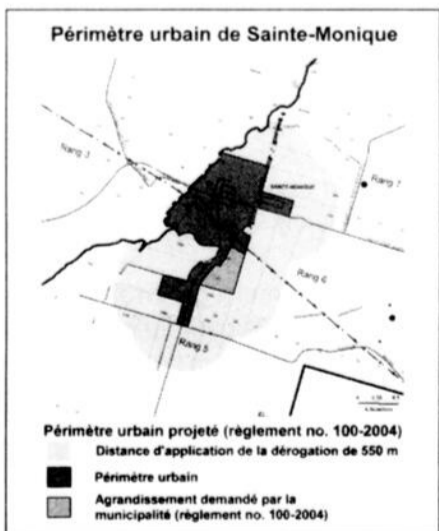 Périmètre urbain de Sainte-Monique
Rang 3
SAINTE-MONIQUE
Rang 7
Rang 6
Rang 5
Périmètre urbain projeté (règlement no. 100-2004)
Distance d'application de la dérogation de 550 m
Périmètre urbain
Agrandissement demandé par la
municipalité (règlement no. 100-2004)